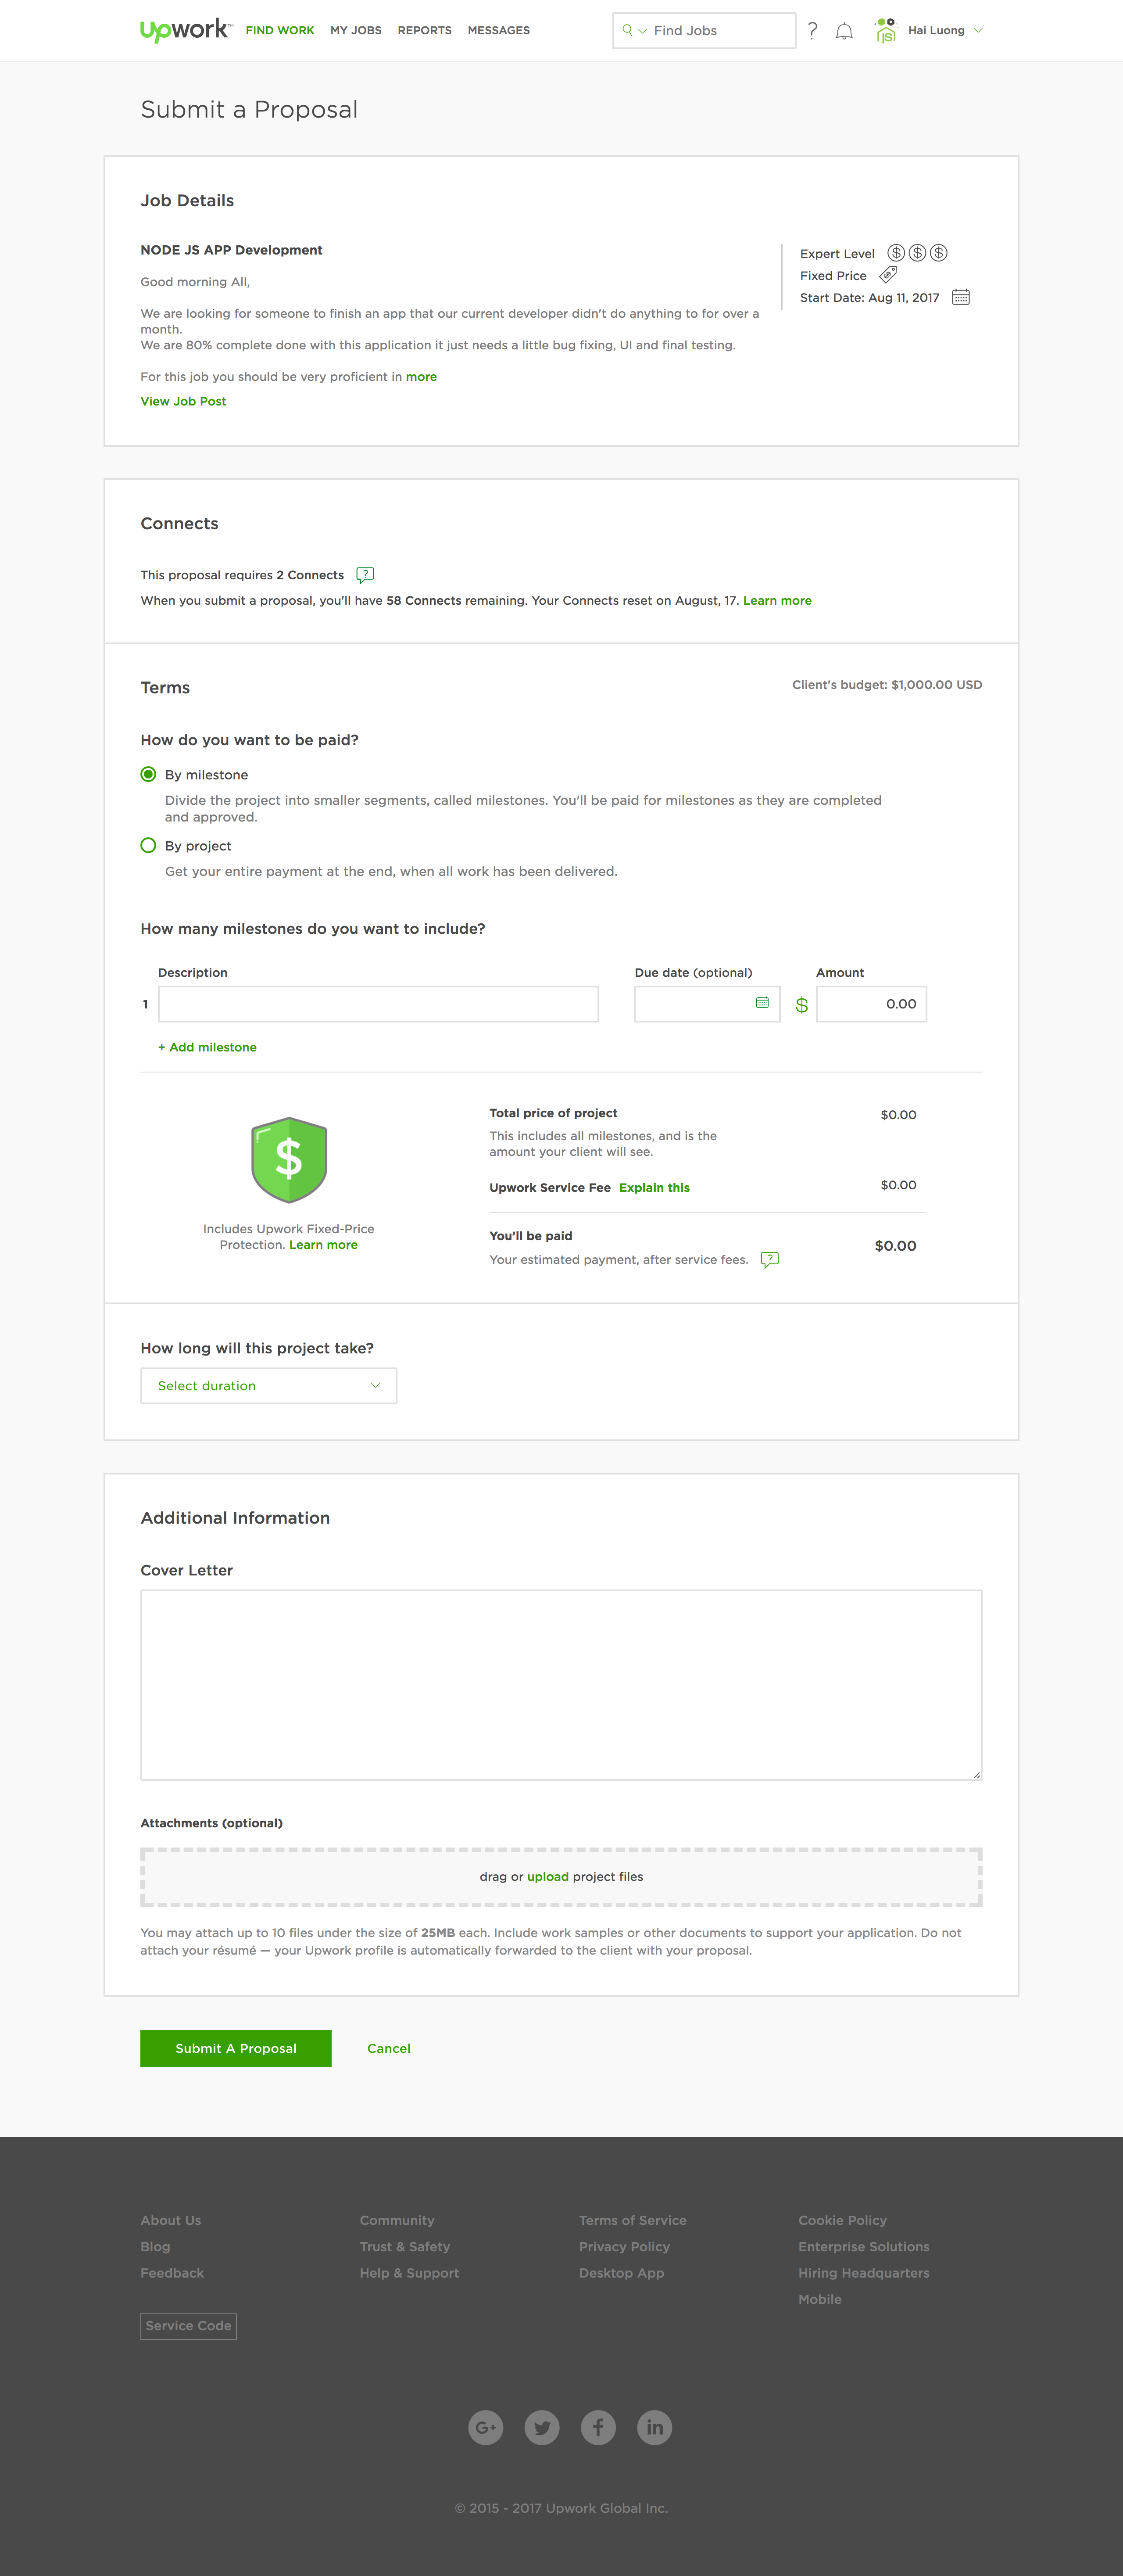 Upwork™ FIND WORK MY JOBS REPORTS MESSAGES Find Jobs ? Hai Luong
Submit a Proposal
Job Details
NODE JS APP Development
Good morning All,
We are looking for someone to finish an app that our current developer didn't do anything to for over a
month.
We are 80% complete done with this application it just needs a little bug fixing, UI and final testing.
For this job you should be very proficient in more
View Job Post
Expert Level $ $ $
Fixed Price
Start Date: Aug 11, 2017
Connects
This proposal requires 2 Connects ?
When you submit a proposal, you'll have 58 Connects remaining. Your Connects reset on August, 17. Learn more
Terms
Client's budget: $1,000.00 USD
How do you want to be paid?
By milestone
Divide the project into smaller segments, called milestones. You'll be paid for milestones as they are completed
and approved.
By project
Get your entire payment at the end, when all work has been delivered.
How many milestones do you want to include?
Description Due date (optional) Amount
1 $ 0.00
+ Add milestone
$
Includes Upwork Fixed-Price
Protection. Learn more
Total price of project $0.00
This includes all milestones, and is the
amount your client will see.
Upwork Service Fee Explain this $0.00
You'll be paid $0.00
Your estimated payment, after service fees. ?
How long will this project take?
Select duration
Additional Information
Cover Letter
Attachments (optional)
drag or upload project files
You may attach up to 10 files under the size of 25MB each. Include work samples or other documents to support your application. Do not
attach your résumé — your Upwork profile is automatically forwarded to the client with your proposal.
Submit A Proposal Cancel
About Us Community Terms of Service Cookie Policy
Blog Trust & Safety Privacy Policy Enterprise Solutions
Feedback Help & Support Desktop App Hiring Headquarters
Mobile
Service Code
G+ f in
© 2015 - 2017 Upwork Global Inc.